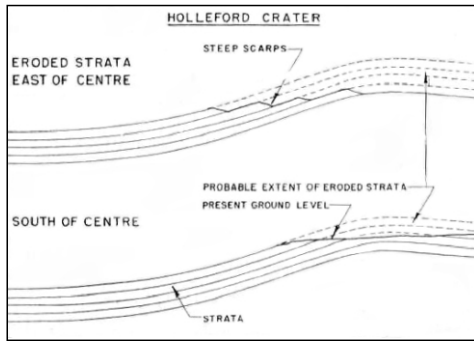 HOLLEFORD CRATER
STEEP SCARPS
ERODED STRATA
EAST OF CENTRE
PROBABLE EXTENT OF ERODED STRATA
PRESENT GROUND LEVEL
SOUTH OF CENTRE
STRATA